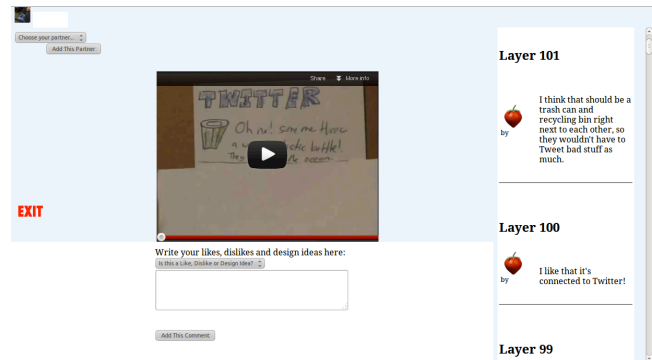 Choose your partner...
Add This Partner
Share
More info
TWITTER
Oh no! some me throw
bottle!
EXIT
Write your likes, dislikes and design ideas here:
Is this a Like, Dislike or Design Idea?
Add This Comment
Layer 101
I think that should be a
trash can and
recycling bin right
next to each other, so
they wouldn't have to
Tweet bad stuff as
much.
by
Layer 100
I like that it's
connected to Twitter!
by
Layer 99